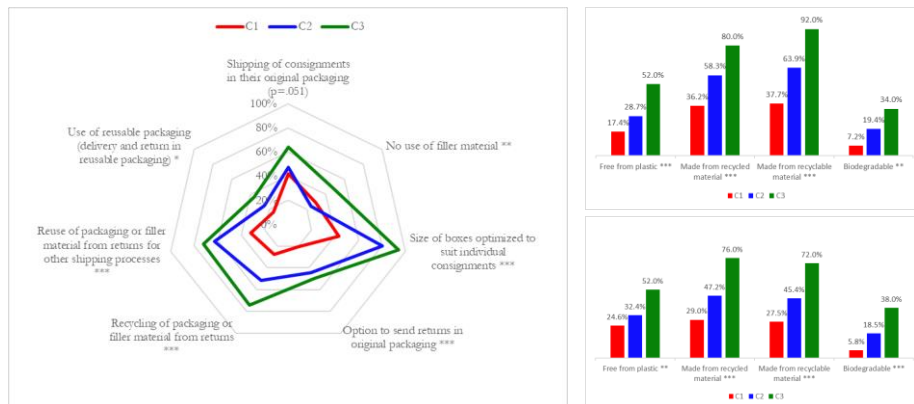 C1 C2 C3
Shipping of consignments
in their original packaging
(p=.051)
100%
80%
60%
40%
20%
0%
No use of filler material **
Size of boxes optimized to
suit individual
consignments ***
Option to send returns in
original packaging ***
Recycling of packaging or
filler material from returns
***
Reuse of packaging or filler
material from returns for
other shipping processes
***
Use of reusable packaging
(delivery and return in
reusable packaging) *
17.4% 28.7% 52.0% 36.2% 58.3% 80.0% 37.7% 63.9% 92.0% 7.2% 19.4% 34.0%
Free from plastic *** Made from recycled Made from recyclable Biodegradable **
material *** material ***
C1 C2 C3
24.6% 32.4% 52.0% 29.0% 47.2% 76.0% 27.5% 45.4% 72.0% 5.8% 18.5% 38.0%
Free from plastic ** Made from recycled Made from recyclable Biodegradable ***
material *** material ***
C1 C2 C3